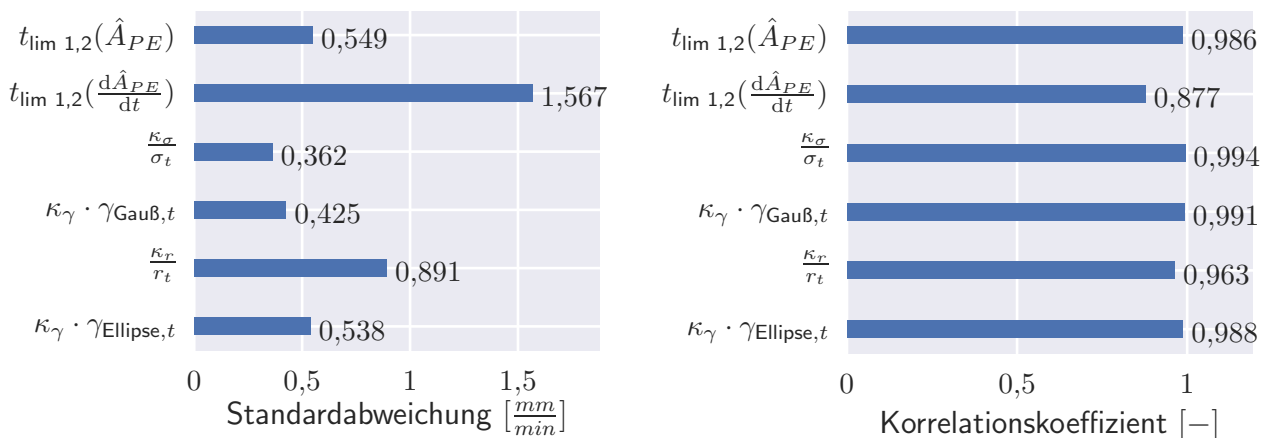 t_lim 1,2(Â_PE)
0,549
t_lim 1,2(dÂ_PE/dt)
1,567
κ_σ/σ_t
0,362
κ_γ · γ_Gauß,t
0,425
κ_r/r_t
0,891
κ_γ · γ_Ellipse,t
0,538
0 0,5 1 1,5
Standardabweichung [mm/min]
t_lim 1,2(Â_PE)
0,986
t_lim 1,2(dÂ_PE/dt)
0,877
κ_σ/σ_t
0,994
κ_γ · γ_Gauß,t
0,991
κ_r/r_t
0,963
κ_γ · γ_Ellipse,t
0,988
0 0,5 1
Korrelationskoeffizient [−]